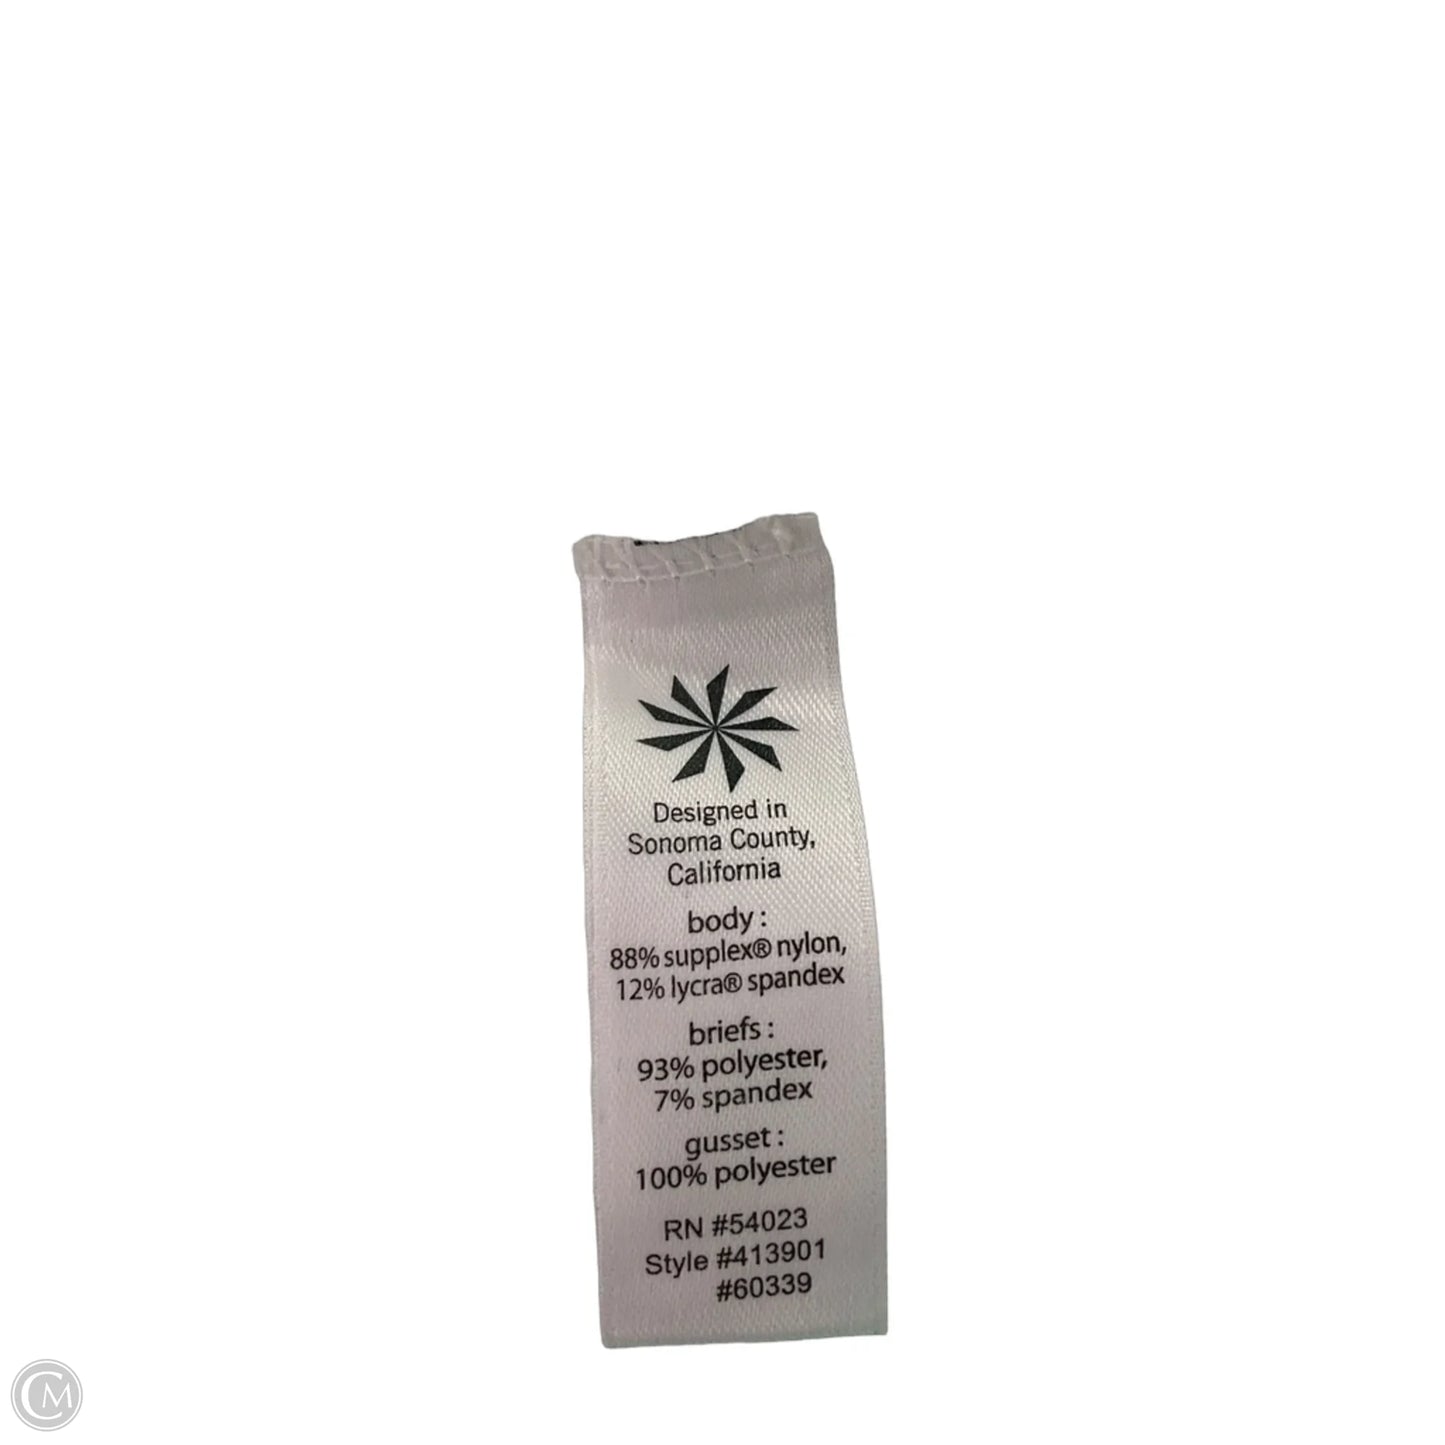 Designed in
Sonoma County,
California
body :
88% supplex® nylon,
12% lycra® spandex
briefs :
93% polyester,
7% spandex
gusset :
100% polyester
RN #54023
Style #413901
#60339
CM